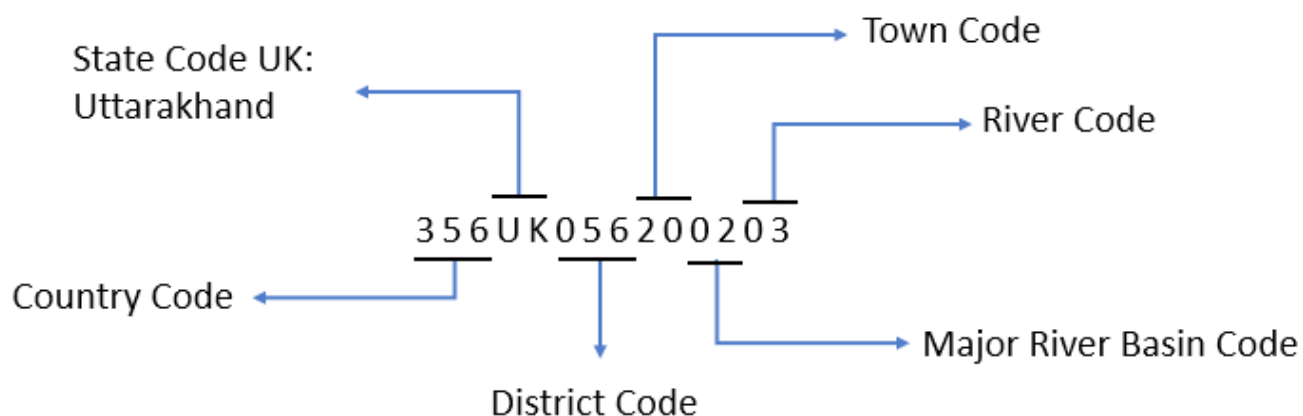 Town Code
State Code UK:
Uttarakhand
River Code
356UK056200203
Country Code
Major River Basin Code
District Code